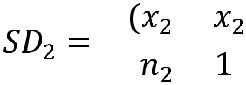 SD₂ = (x₂ x₂
n₂ 1